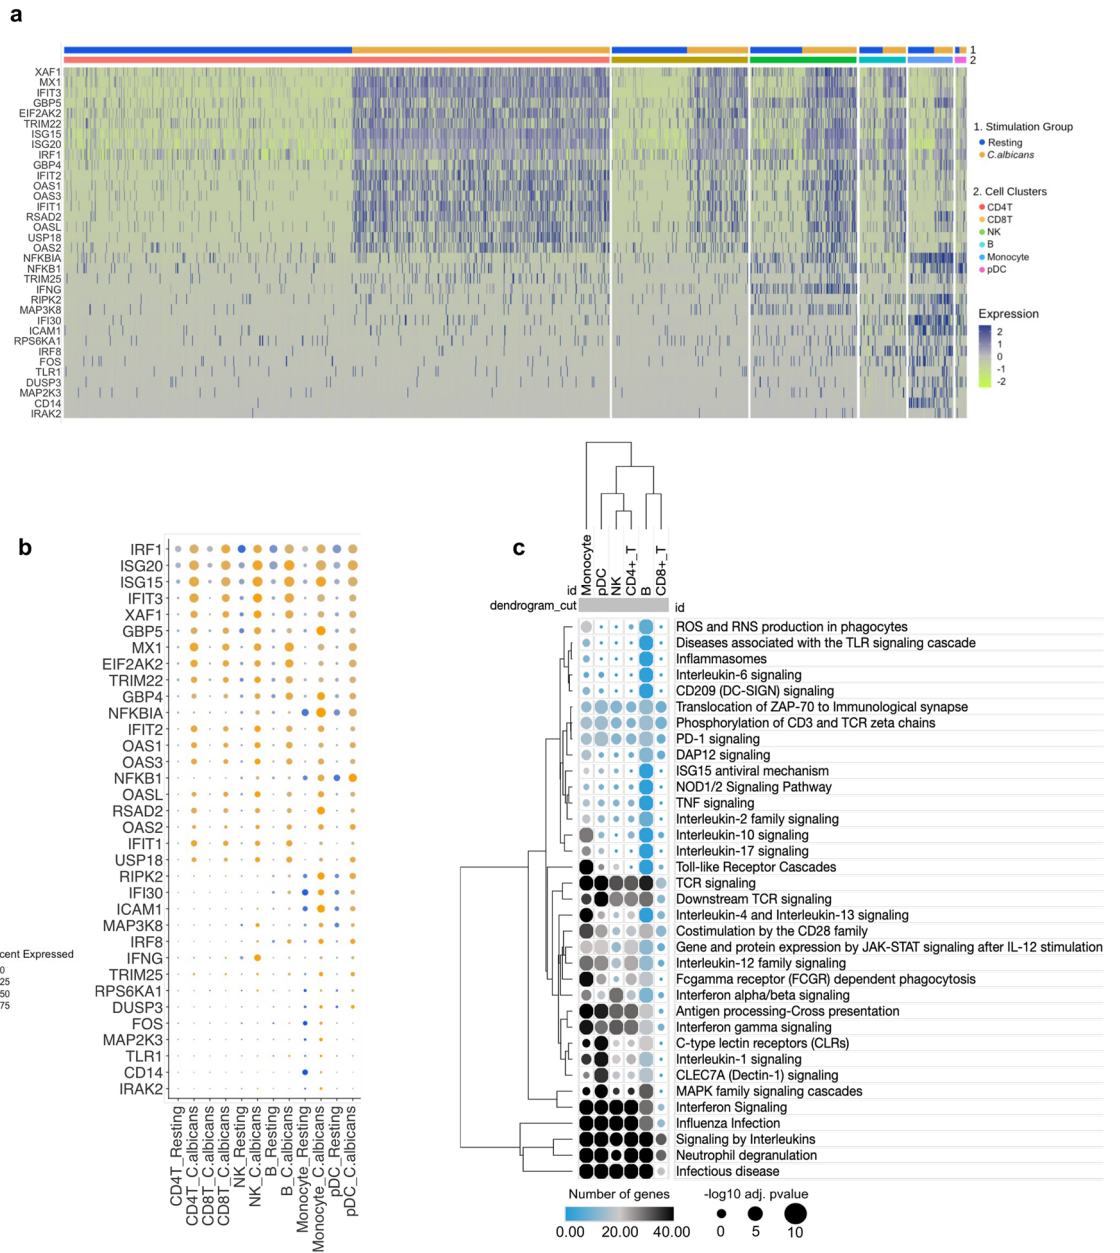 a
1
2
XAF1
MX1
IFIT3
GBP5
EIF2AK2
TRIM22
ISG15
ISG20
IRF1
GBP4
IFIT2
OAS1
OAS3
IFIT1
RSAD2
OASL
USP18
OAS2
NFKBIA
NFKB1
TRIM25
IFNG
RIPK2
MAP3K8
IFI30
ICAM1
RPS6KA1
IRF8
FOS
TLR1
DUSP3
MAP2K3
CD14
IRAK2
1. Stimulation Group
Resting
C.albicans
2. Cell Clusters
CD4T
CD8T
NK
B
Monocyte
pDC
Expression
2
1
0
-1
-2
b
IRF1
ISG20
ISG15
IFIT3
XAF1
GBP5
MX1
EIF2AK2
TRIM22
GBP4
NFKBIA
IFIT2
OAS1
OAS3
NFKB1
OASL
RSAD2
OAS2
IFIT1
USP18
RIPK2
IFI30
ICAM1
MAP3K8
IRF8
IFNG
TRIM25
RPS6KA1
DUSP3
FOS
MAP2K3
TLR1
CD14
IRAK2
cent Expressed
0
25
50
75
CD4T_Resting
CD4T_C.albicans
CD8T_C.albicans
CD8T_C.albicans
NK_Resting
NK_C.albicans
B_Resting
B_C.albicans
Monocyte_Resting
Monocyte_C.albicans
pDC_Resting
pDC_C.albicans
c
Monocyte
pDC
NK
CD4+_T
B
CD8+_T
id
dendrogram_cut
id
ROS and RNS production in phagocytes
Diseases associated with the TLR signaling cascade
Inflammasomes
Interleukin-6 signaling
CD209 (DC-SIGN) signaling
Translocation of ZAP-70 to Immunological synapse
Phosphorylation of CD3 and TCR zeta chains
PD-1 signaling
DAP12 signaling
ISG15 antiviral mechanism
NOD1/2 Signaling Pathway
TNF signaling
Interleukin-2 family signaling
Interleukin-10 signaling
Interleukin-17 signaling
Toll-like Receptor Cascades
TCR signaling
Downstream TCR signaling
Interleukin-4 and Interleukin-13 signaling
Costimulation by the CD28 family
Gene and protein expression by JAK-STAT signaling after IL-12 stimulation
Interleukin-12 family signaling
Fcgamma receptor (FCGR) dependent phagocytosis
Interferon alpha/beta signaling
Antigen processing-Cross presentation
Interferon gamma signaling
C-type lectin receptors (CLRs)
Interleukin-1 signaling
CLEC7A (Dectin-1) signaling
MAPK family signaling cascades
Interferon Signaling
Influenza Infection
Signaling by Interleukins
Neutrophil degranulation
Infectious disease
Number of genes
0.00 20.00 40.00
-log10 adj. pvalue
0 5 10